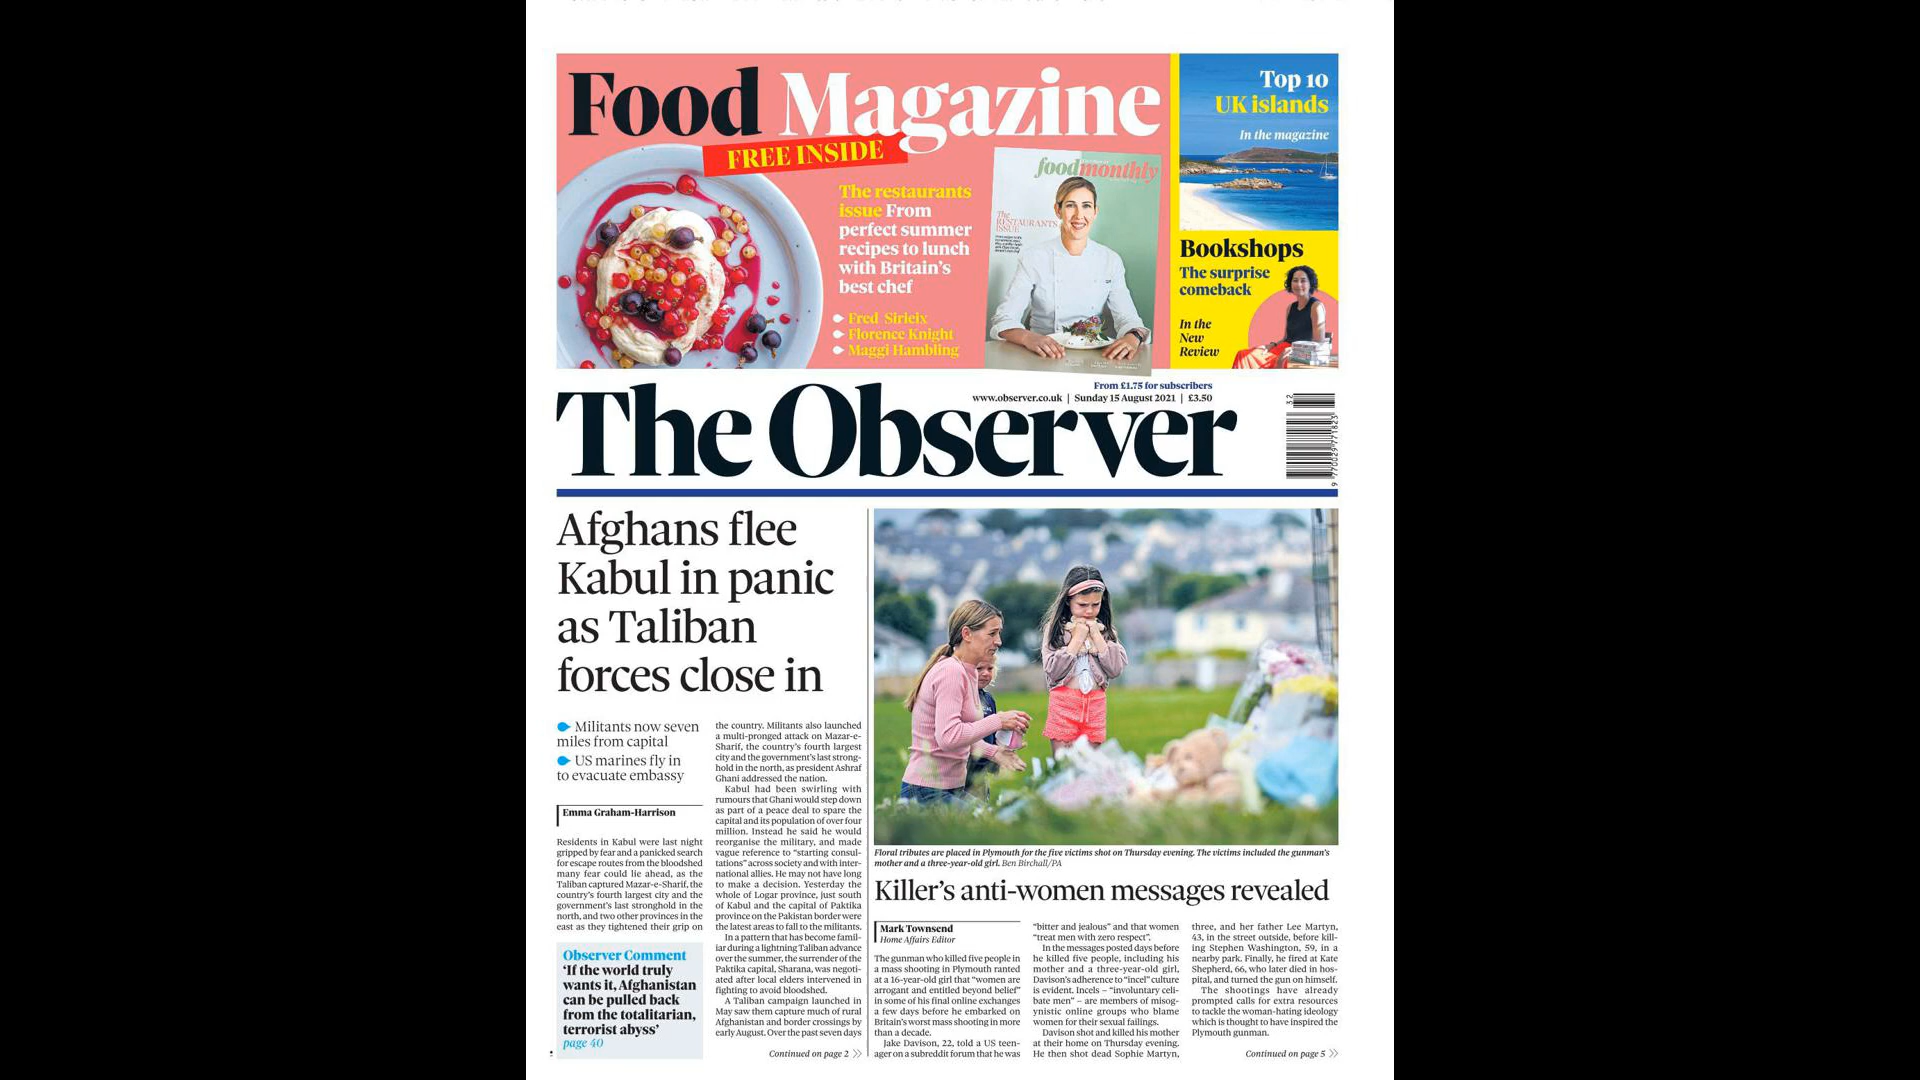 Food Magazine
FREE INSIDE
The restaurants
issue From
perfect summer
recipes to lunch
with Britain's
best chef
Fred Sirieix
Florence Knight
Maggi Hambling
foodmonthly
The
RESTAURANTS
ISSUE
Top 10
UK islands
In the magazine
Bookshops
The surprise
comeback
In the
New
Review
From £1.75 for subscribers
www.observer.co.uk | Sunday 15 August 2021 | £3.50
The Observer
32
9 770029 771823
Afghans flee
Kabul in panic
as Taliban
forces close in
Militants now seven
miles from capital
US marines fly in
to evacuate embassy
Emma Graham-Harrison
Residents in Kabul were last night
gripped by fear and a panicked search
for escape routes from the bloodshed
many fear could lie ahead, as the
Taliban captured Mazar-e-Sharif, the
country's fourth largest city and the
government's last stronghold in the
north, and two other provinces in the
east as they tightened their grip on
Observer Comment
‘If the world truly
wants it, Afghanistan
can be pulled back
from the totalitarian,
terrorist abyss’
page 40
the country. Militants also launched
a multi-pronged attack on Mazar-e-
Sharif, the country's fourth largest
city and the government's last strong-
hold in the north, as president Ashraf
Ghani addressed the nation.
Kabul had been swirling with
rumours that Ghani would step down
as part of a peace deal to spare the
capital and its population of over four
million. Instead he said he would
reorganise the military, and made
vague reference to “starting consul-
tations” across society and with inter-
national allies. He may not have long
to make a decision. Yesterday the
whole of Logar province, just south
of Kabul and the capital of Paktika
province on the Pakistan border were
the latest areas to fall to the militants.
In a pattern that has become famil-
iar during a lightning Taliban advance
over the summer, the surrender of the
Paktika capital, Sharana, was negoti-
ated after local elders intervened in
fighting to avoid bloodshed.
A Taliban campaign launched in
May saw them capture much of rural
Afghanistan and border crossings by
early August. Over the past seven days
Continued on page 2
Floral tributes are placed in Plymouth for the five victims shot on Thursday evening. The victims included the gunman's
mother and a three-year-old girl. Ben Birchall/PA
Killer's anti-women messages revealed
Mark Townsend
Home Affairs Editor
The gunman who killed five people in
a mass shooting in Plymouth ranted
at a 16-year-old girl that “women are
arrogant and entitled beyond belief”
in some of his final online exchanges
a few days before he embarked on
Britain's worst mass shooting in more
than a decade.
Jake Davison, 22, told a US teen-
ager on a subreddit forum that he was
“bitter and jealous” and that women
“treat men with zero respect”.
In the messages posted days before
he killed five people, including his
mother and a three-year-old girl,
Davison's adherence to “incel” culture
is evident. Incels – “involuntary celi-
bate men” – are members of misog-
ynistic online groups who blame
women for their sexual failings.
Davison shot and killed his mother
at their home on Thursday evening.
He then shot dead Sophie Martyn,
three, and her father Lee Martyn,
43, in the street outside, before kill-
ing Stephen Washington, 59, in a
nearby park. Finally, he fired at Kate
Shepherd, 66, who later died in hos-
pital, and turned the gun on himself.
The shootings have already
prompted calls for extra resources
to tackle the woman-hating ideology
which is thought to have inspired the
Plymouth gunman.
Continued on page 5